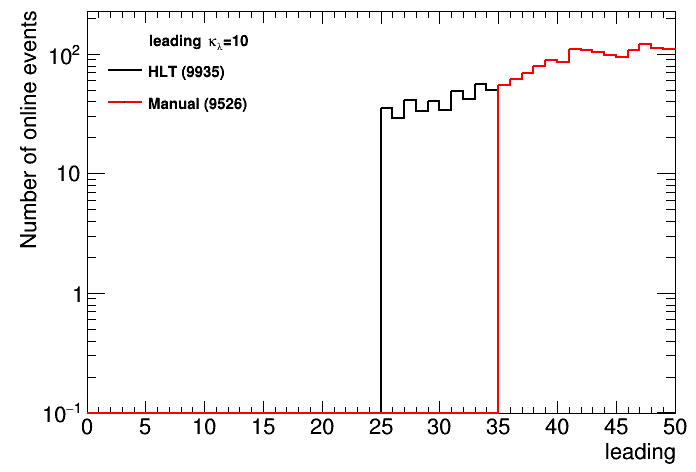 Number of online events
leading κλ=10
HLT (9935)
Manual (9526)
10²
10
1
10⁻¹
0 5 10 15 20 25 30 35 40 45 50
leading